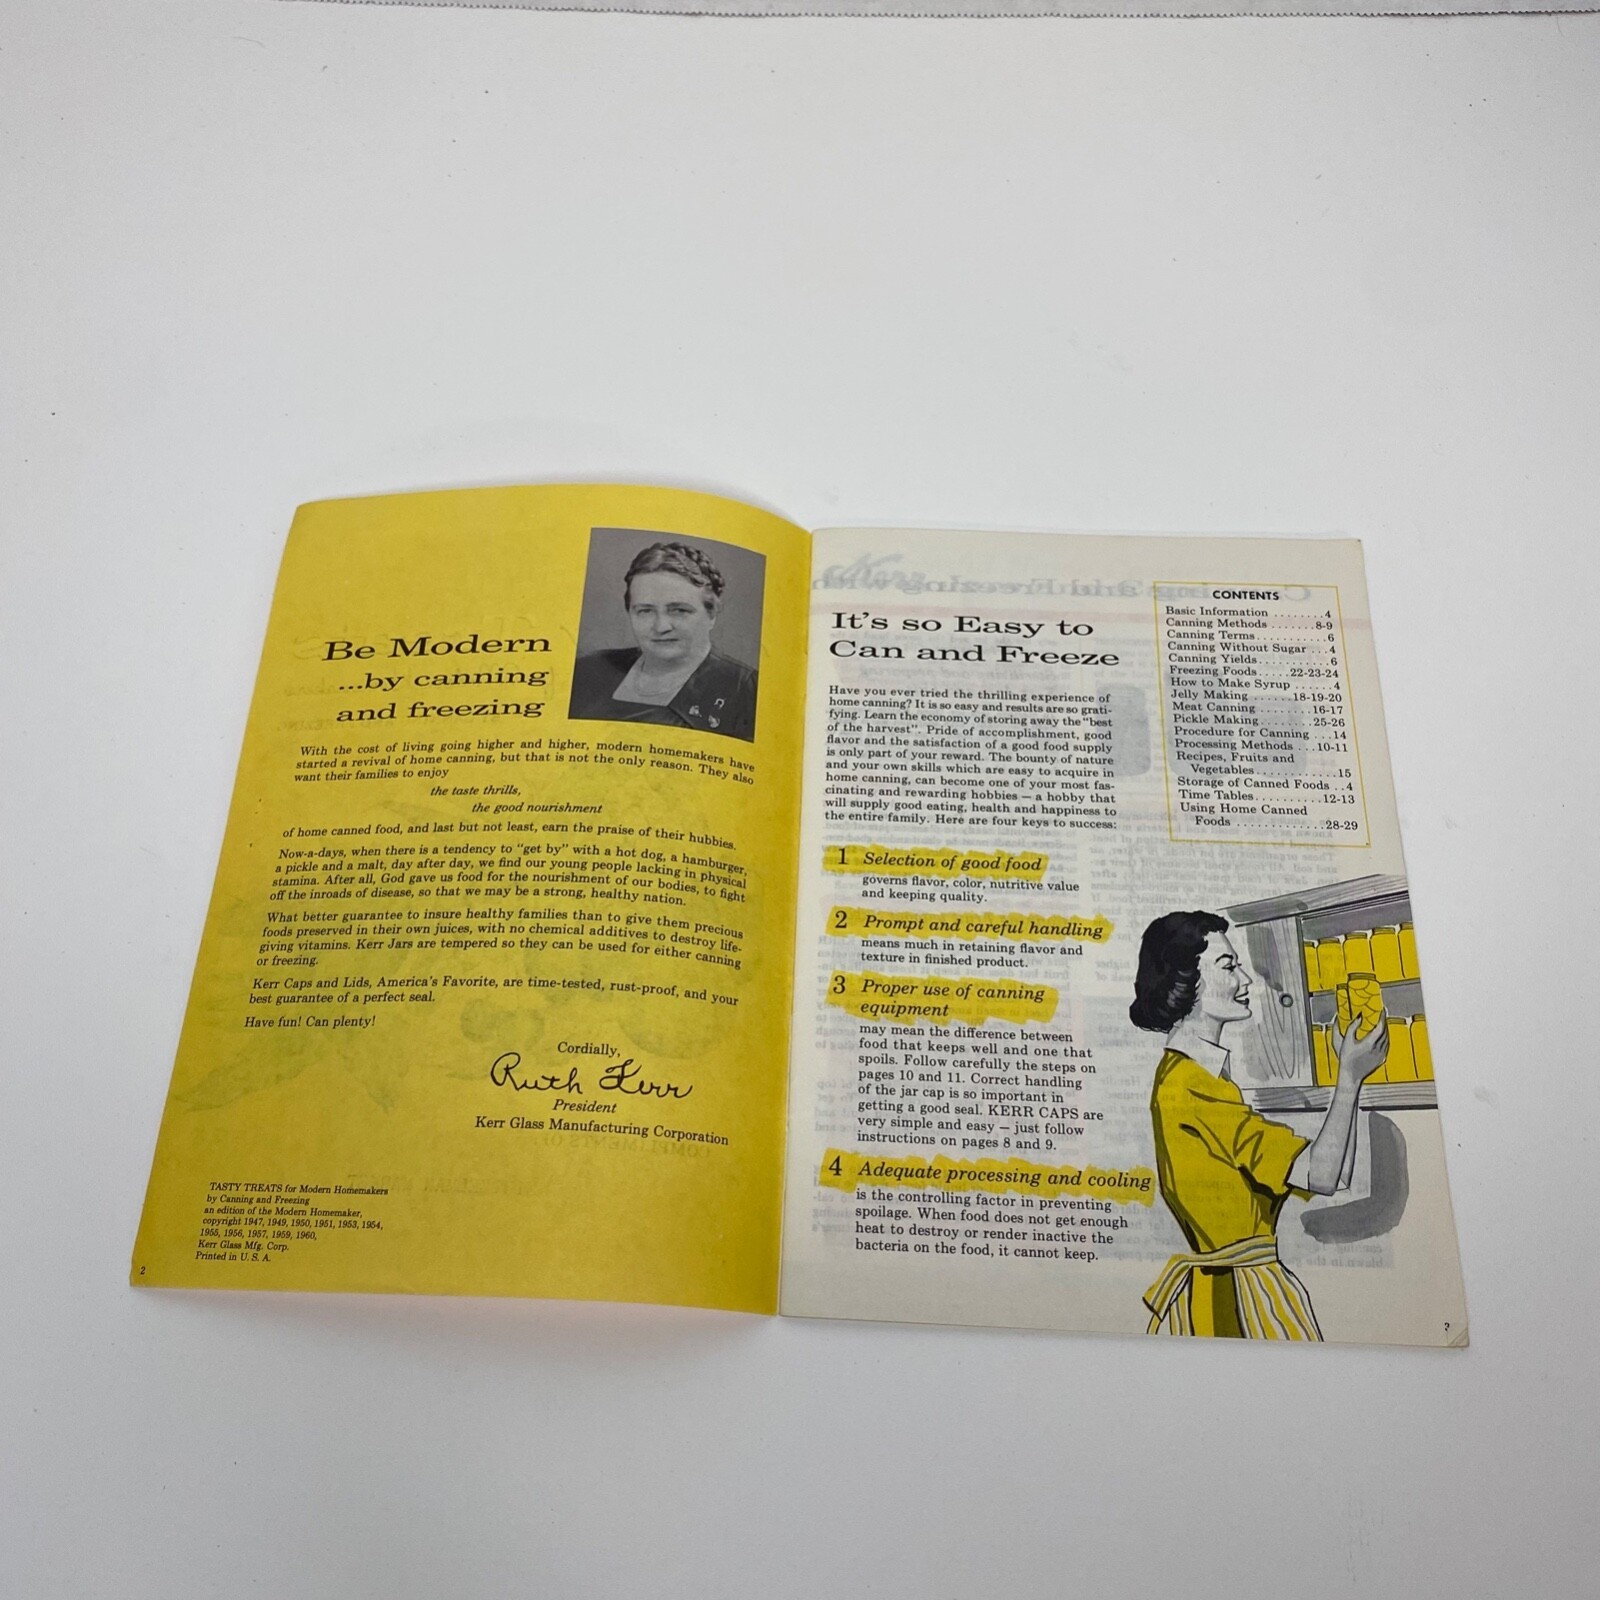 Be Modern
...by canning
and freezing
With the cost of living going higher and higher, modern homemakers have
started a revival of home canning, but that is not the only reason. They also
want their families to enjoy
the taste thrills,
the good nourishment
of home canned food, and last but not least, earn the praise of their hubbies.
Now-a-days, when there is a tendency to "get by" with a hot dog, a hamburger,
a pickle and a malt, day after day, we find our young people lacking in physical
stamina. After all, God gave us food for the nourishment of our bodies, to fight
off the inroads of disease, so that we may be a strong, healthy nation.
What better guarantee to insure healthy families than to give them precious
foods preserved in their own juices, with no chemical additives to destroy life-
giving vitamins. Kerr Jars are tempered so they can be used for either canning
or freezing.
Kerr Caps and Lids, America's Favorite, are time-tested, rust-proof, and your
best guarantee of a perfect seal.
Have fun! Can plenty!
Cordially,
Ruth Kerr
President
Kerr Glass Manufacturing Corporation
TASTY TREATS for Modern Homemakers
by Canning and Freezing
an edition of the Modern Homemaker,
copyright 1947, 1949, 1950, 1951, 1953, 1954,
1955, 1956, 1957, 1959, 1960,
Kerr Glass Mfg. Corp.
Printed in U. S. A.
2
It's so Easy to
Can and Freeze
Have you ever tried the thrilling experience of
home canning? It is so easy and results are so grati-
fying. Learn the economy of storing away the "best
of the harvest". Pride of accomplishment, good
flavor and the satisfaction of a good food supply
is only part of your reward. The bounty of nature
and your own skills which are easy to acquire in
home canning, can become one of your most fas-
cinating and rewarding hobbies — a hobby that
will supply good eating, health and happiness to
the entire family. Here are four keys to success:
1 Selection of good food
governs flavor, color, nutritive value
and keeping quality.
2 Prompt and careful handling
means much in retaining flavor and
texture in finished product.
3 Proper use of canning
equipment
may mean the difference between
food that keeps well and one that
spoils. Follow carefully the steps on
pages 10 and 11. Correct handling
of the jar cap is so important in
getting a good seal. KERR CAPS are
very simple and easy — just follow
instructions on pages 8 and 9.
4 Adequate processing and cooling
is the controlling factor in preventing
spoilage. When food does not get enough
heat to destroy or render inactive the
bacteria on the food, it cannot keep.
CONTENTS
Basic Information ........4
Canning Methods .......8-9
Canning Terms...........6
Canning Without Sugar ...4
Canning Yields...........6
Freezing Foods.....22-23-24
How to Make Syrup ......4
Jelly Making ......18-19-20
Meat Canning ........16-17
Pickle Making........25-26
Procedure for Canning ...14
Processing Methods ...10-11
Recipes, Fruits and
Vegetables............15
Storage of Canned Foods ..4
Time Tables..........12-13
Using Home Canned
Foods .............28-29